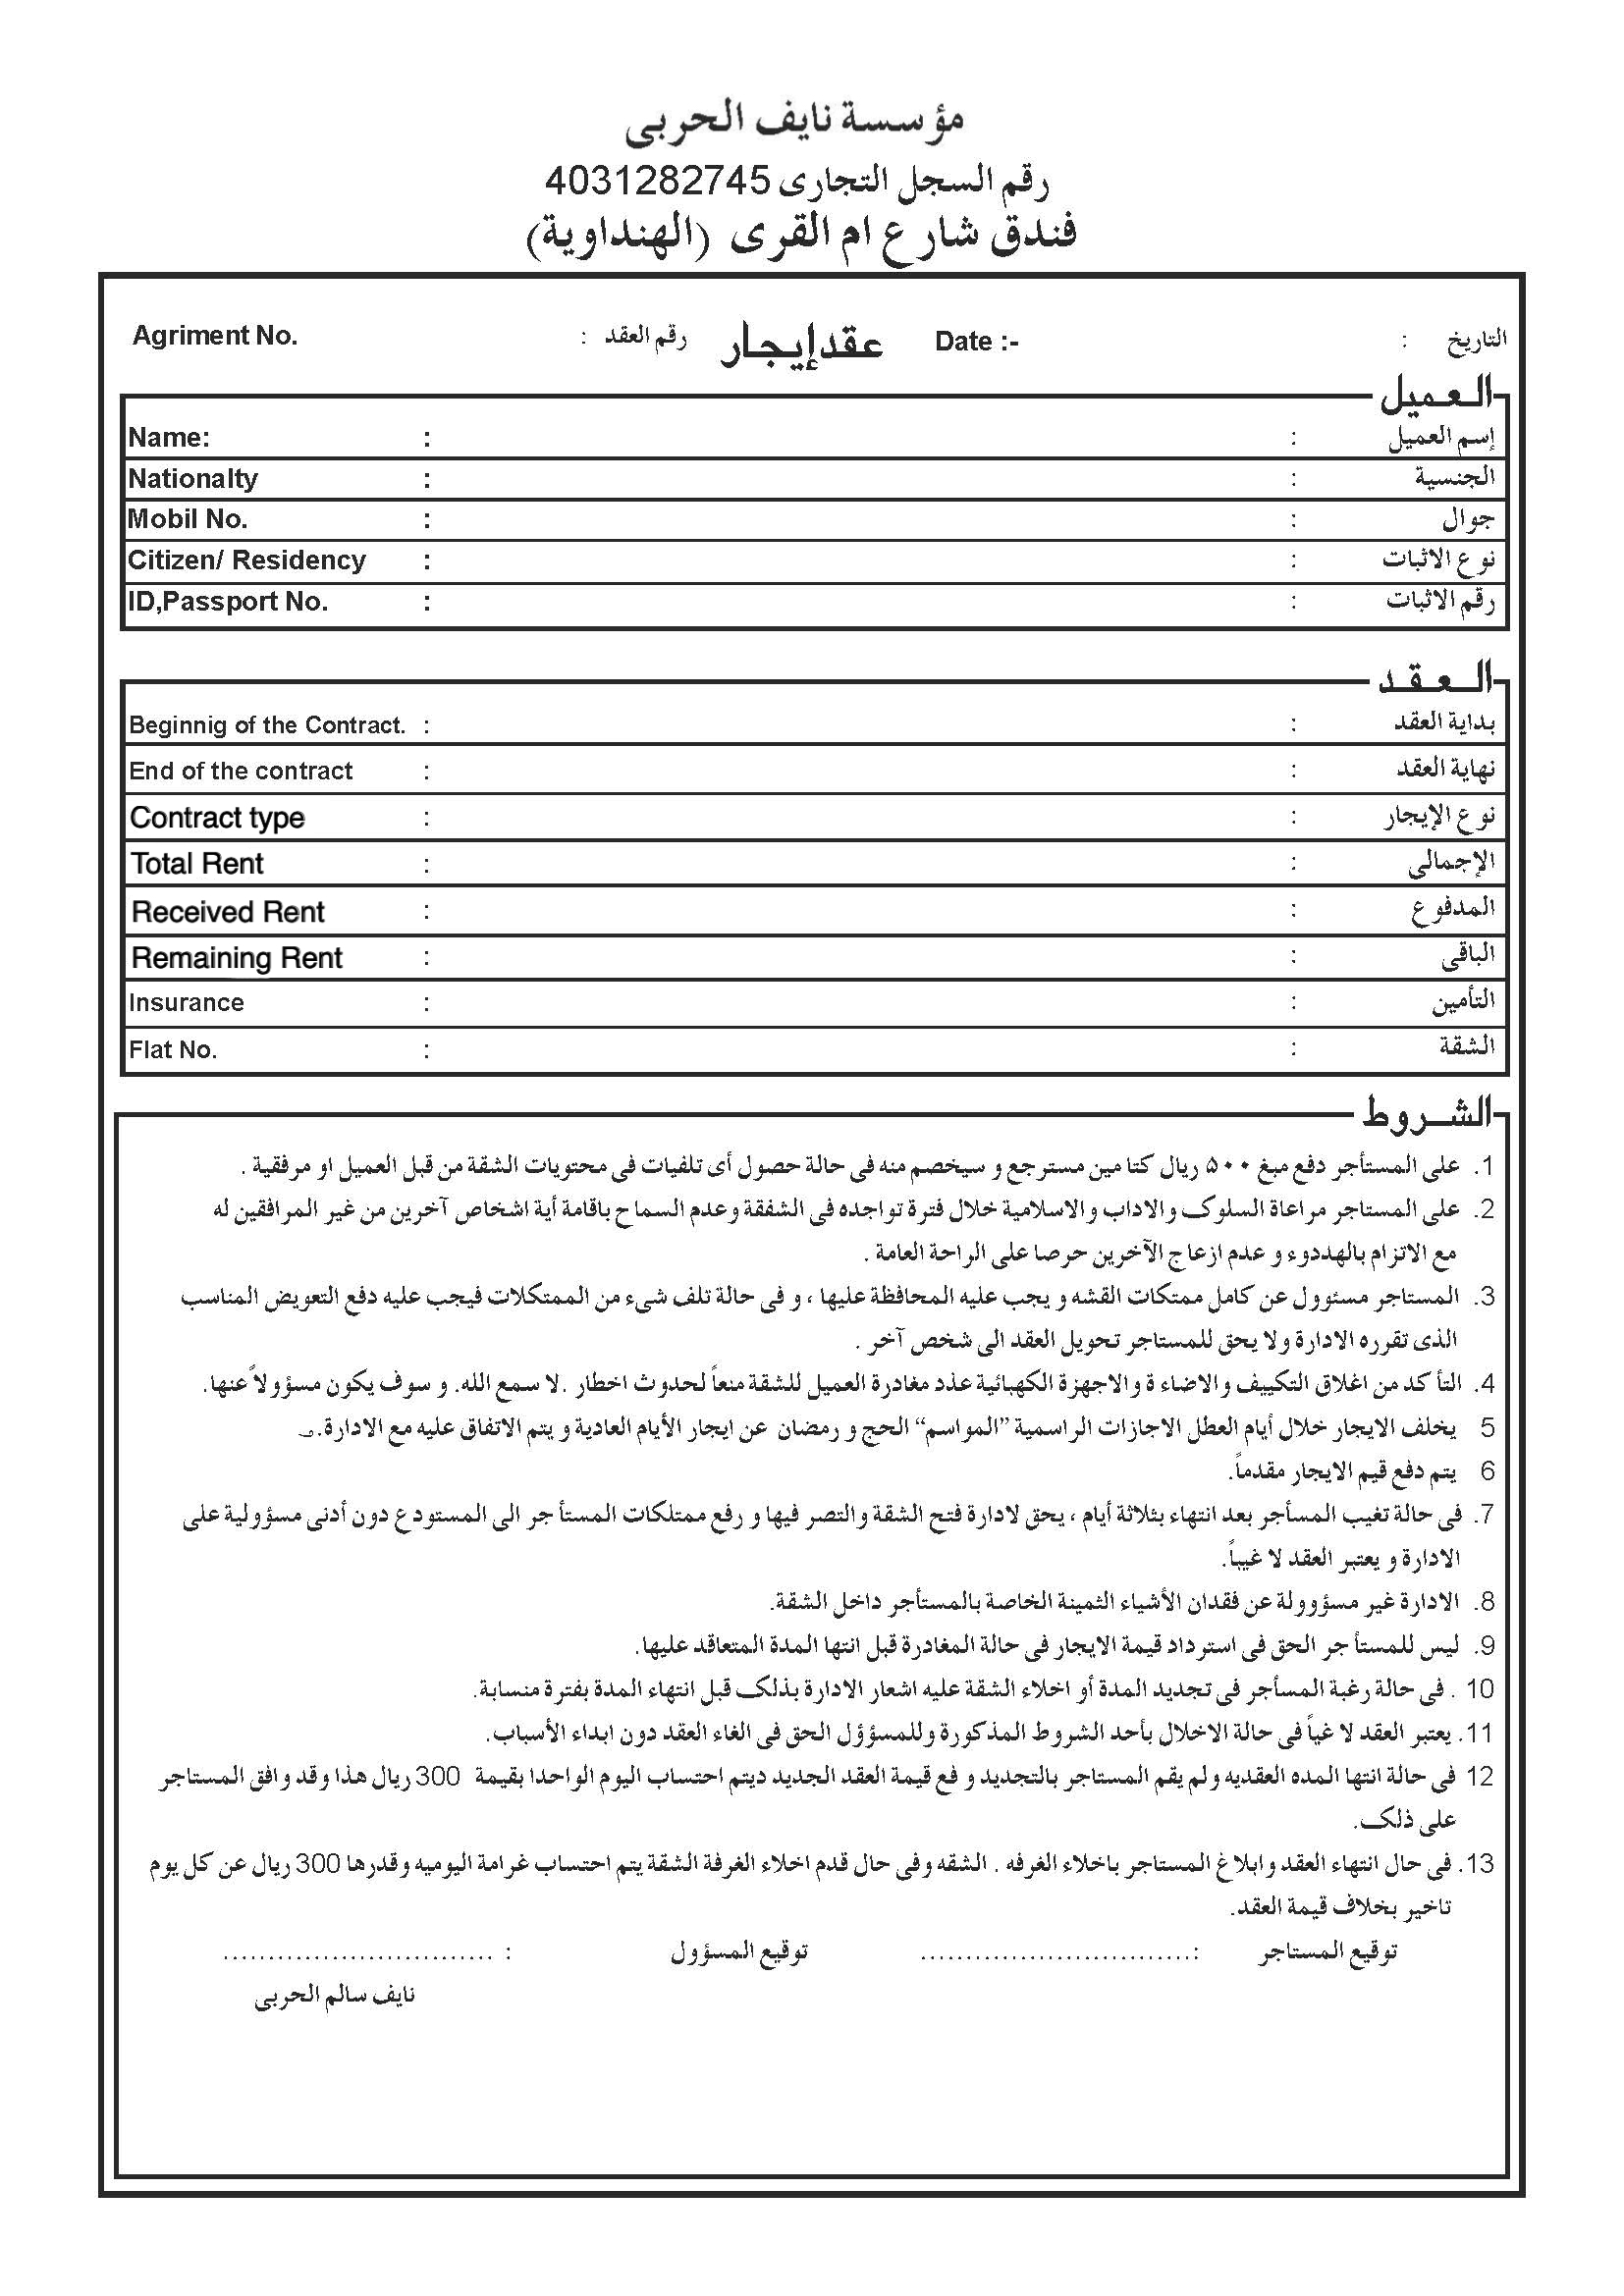 مؤسسة نايف الحربى
رقم السجل التجارى 4031282745
فندق شارع ام القرى (الهنداوية)
التاريخ : Date :- عقد إيجار رقم العقد : Agriment No.
العميل
إسم العميل : : Name:
الجنسية : : Nationalty
جوال : : Mobil No.
نوع الاثبات : : Citizen/ Residency
رقم الاثبات : : ID,Passport No.
العقد
بداية العقد : : Beginnig of the Contract.
نهاية العقد : : End of the contract
نوع الإيجار : : Contract type
الإجمالى : : Total Rent
المدفوع : : Received Rent
الباقى : : Remaining Rent
التأمين : : Insurance
الشقة : : Flat No.
الشروط
1. على المستأجر دفع مبغ ٥٠٠ ريال كتا مين مسترجع و سيخصم منه فى حالة حصول أى تلفيات فى محتويات الشقة من قبل العميل او مرفقية .
2. على المستاجر مراعاة السلوك والاداب والاسلامية خلال فترة تواجده فى الشفقة وعدم السماح باقامة أية اشخاص آخرين من غير المرافقين له
مع الاتزام بالهددوء و عدم ازعاج الآخرين حرصا على الراحة العامة .
3. المستاجر مسئوول عن كامل ممتكات القشه و يجب عليه المحافظة عليها ، و فى حالة تلف شىء من الممتكلات فيجب عليه دفع التعويض المناسب
الذى تقرره الادارة ولا يحق للمستاجر تحويل العقد الى شخص آخر .
4. التأ كد من اغلاق التكييف والاضاء ة والاجهزة الكهبائية عذد مغادرة العميل للشقة منعاً لحدوث اخطار .لا سمع الله. و سوف يكون مسؤولاً عنها.
5 يخلف الايجار خلال أيام العطل الاجازات الراسمية “المواسم” الحج و رمضان عن ايجار الأيام العادية و يتم الاتفاق عليه مع الادارة.
6 يتم دفع قيم الايجار مقدماً.
7. فى حالة تغيب المسأجر بعد انتهاء بثلاثة أيام ، يحق لادارة فتح الشقة والتصر فيها و رفع ممتلكات المستأ جر الى المستودع دون أدنى مسؤولية على
الادارة و يعتبر العقد لا غيباً.
8. الادارة غير مسؤوولة عن فقدان الأشياء الثمينة الخاصة بالمستأجر داخل الشقة.
9. ليس للمستأ جر الحق فى استرداد قيمة الايجار فى حالة المغادرة قبل انتها المدة المتعاقد عليها.
10 . فى حالة رغبة المسأجر فى تجديد المدة أو اخلاء الشقة عليه اشعار الادارة بذلك قبل انتهاء المدة بفترة منسابة.
11. يعتبر العقد لا غياً فى حالة الاخلال بأحد الشروط المذكورة وللمسؤؤل الحق فى الغاء العقد دون ابداء الأسباب.
12 فى حالة انتها المده العقديه ولم يقم المستاجر بالتجديد و فع قيمة العقد الجديد ديتم احتساب اليوم الواحدا بقيمة 300 ريال هذا وقد وافق المستاجر
على ذلك.
13. فى حال انتهاء العقد وابلاغ المستاجر باخلاء الغرفه . الشقه وفى حال قدم اخلاء الغرفة الشقة يتم احتساب غرامة اليوميه وقدرها 300 ريال عن كل يوم
تاخير بخلاف قيمة العقد.
توقيع المستاجر :.............................. توقيع المسؤول : ..............................
نايف سالم الحربى